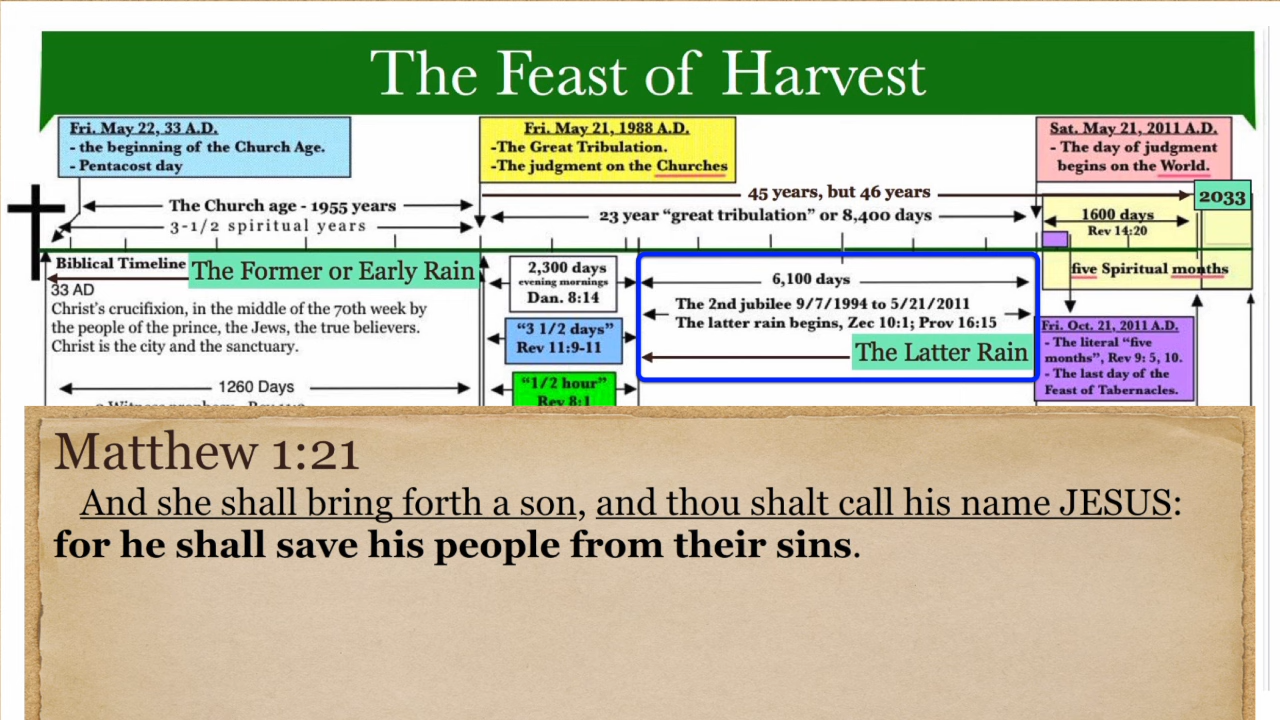 The Feast of Harvest
Fri. May 22, 33 A.D.
- the beginning of the Church Age.
- Pentacost day
Fri. May 21, 1988 A.D.
-The Great Tribulation.
-The judgment on the Churches
Sat. May 21, 2011 A.D.
- The day of judgment
begins on the World.
45 years, but 46 years
2033
The Church age - 1955 years
3-1/2 spiritual years
23 year “great tribulation” or 8,400 days
1600 days
Rev 14:20
five Spiritual months
Biblical Timeline
The Former or Early Rain
33 AD
Christ's crucifixion, in the middle of the 70th week by
the people of the prince, the Jews, the true believers.
Christ is the city and the sanctuary.
1260 Days
2,300 days
evening mornings
Dan. 8:14
“3 1/2 days”
Rev 11:9-11
“1/2 hour”
Rev 8:1
6,100 days
The 2nd jubilee 9/7/1994 to 5/21/2011
The latter rain begins, Zec 10:1; Prov 16:15
The Latter Rain
Fri. Oct. 21, 2011 A.D.
- The literal “five
months”, Rev 9: 5, 10.
- The last day of the
Feast of Tabernacles.
Matthew 1:21
And she shall bring forth a son, and thou shalt call his name JESUS:
for he shall save his people from their sins.